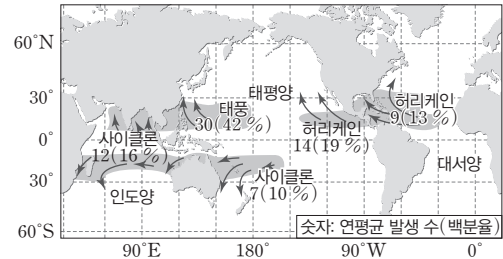 60°N
30°
0°
30°
60°S
태풍
30(42 %)
태평양
허리케인
9(13 %)
허리케인
14(19 %)
사이클론
12(16 %)
대서양
사이클론
7(10 %)
인도양
숫자: 연평균 발생 수(백분율)
90°E
180°
90°W
0°